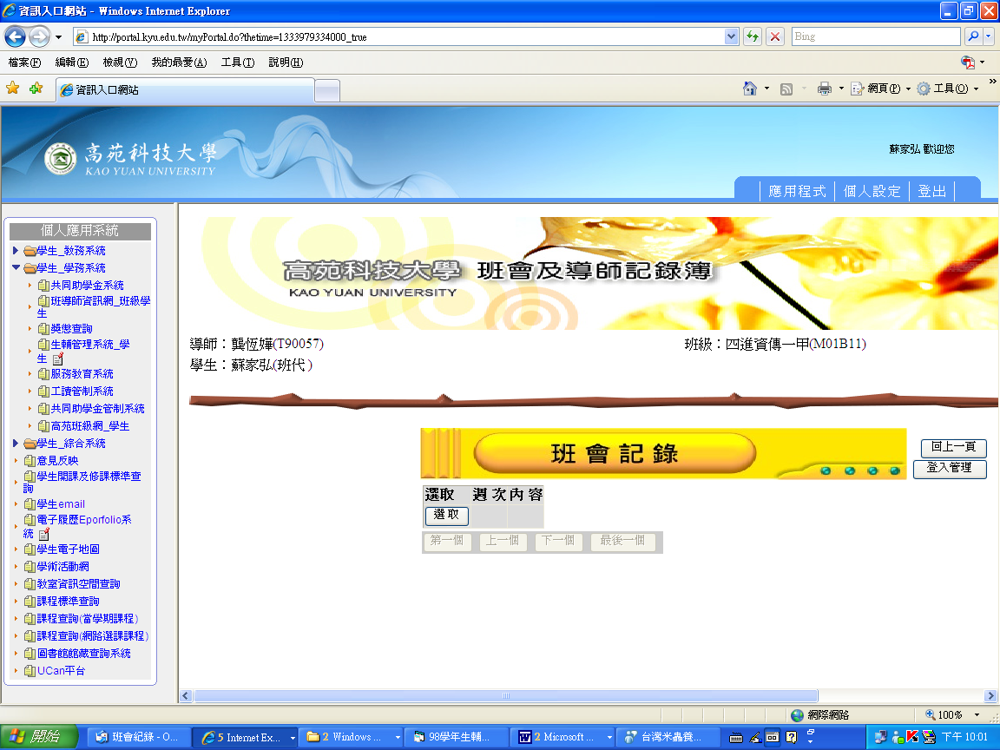 資訊入口網站 - Windows Internet Explorer
http://portal.kyu.edu.tw/myPortal.do?thetime=1333979334000_true
Bing
檔案(F) 編輯(E) 檢視(V) 我的最愛(A) 工具(T) 說明(H)
資訊入口網站
網頁(P) 工具(O)
高苑科技大學
KAO YUAN UNIVERSITY
蘇家弘 歡迎您
應用程式 個人設定 登出
個人應用系統
學生_教務系統
學生_學務系統
共同助學金系統
班導師資訊網_班級學
生
獎懲查詢
生輔管理系統_學
生
服務教育系統
工讀管制系統
共同助學金管制系統
高苑班級網_學生
學生_綜合系統
意見反映
學生開課及修課標準查
詢
學生email
電子履歷Eporfolio系
統
學生電子地圖
學術活動網
教室資訊空間查詢
課程標準查詢
課程查詢(當學期課程)
課程查詢(網路選課課程)
圖書館館藏查詢系統
UCan平台
高苑科技大學 班會及導師記錄簿
KAO YUAN UNIVERSITY
導師：龔恆嬅(T90057) 班級：四進資傳一甲(M01B11)
學生：蘇家弘(班代 )
班會記錄
回上一頁
登入管理
選取 週次 內容
選取
第一個 上一個 下一個 最後一個
網際網路 100%
開始 班會紀錄 - O... 5 Internet Ex... 2 Windows ... 98學年生輔... 2 Microsoft ... 台湾米蟲養... 下午 10:01